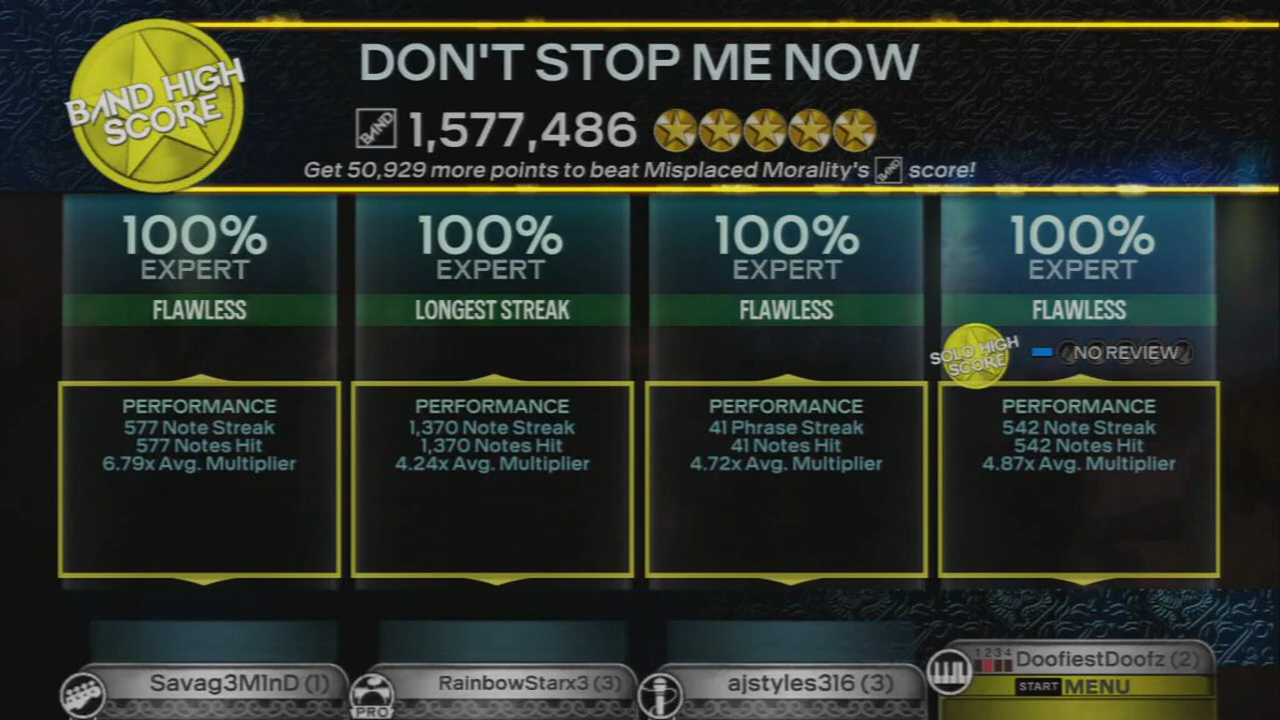 BAND HIGH
SCORE
DON'T STOP ME NOW
BAND 1,577,486
Get 50,929 more points to beat Misplaced Morality's BAND score!
100%
EXPERT
FLAWLESS
PERFORMANCE
577 Note Streak
577 Notes Hit
6.79x Avg. Multiplier
Savag3M1nD (1)
100%
EXPERT
LONGEST STREAK
PERFORMANCE
1,370 Note Streak
1,370 Notes Hit
4.24x Avg. Multiplier
RainbowStarx3 (3)
PRO
100%
EXPERT
FLAWLESS
PERFORMANCE
41 Phrase Streak
41 Notes Hit
4.72x Avg. Multiplier
ajstyles316 (3)
100%
EXPERT
FLAWLESS
SOLO HIGH
SCORE
NO REVIEW
PERFORMANCE
542 Note Streak
542 Notes Hit
4.87x Avg. Multiplier
1 2 3 4
DoofiestDoofz (2)
START MENU